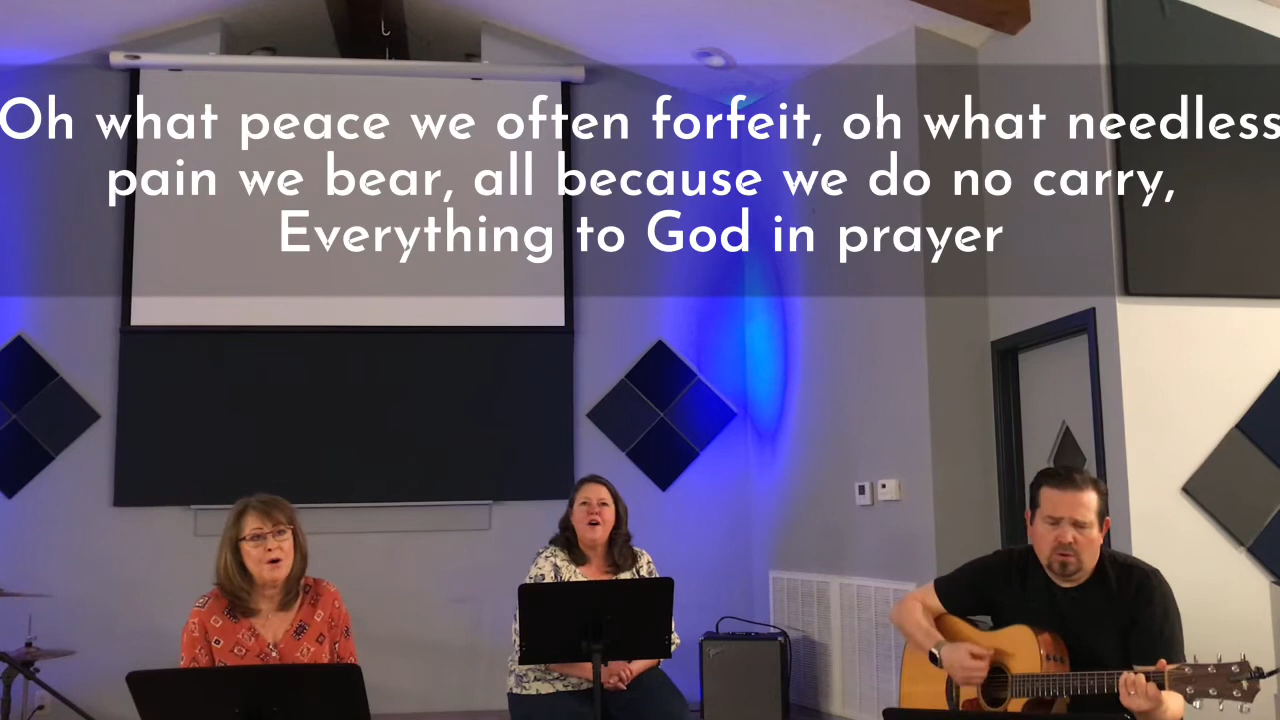 Oh what peace we often forfeit, oh what needless
pain we bear, all because we do no carry,
Everything to God in prayer